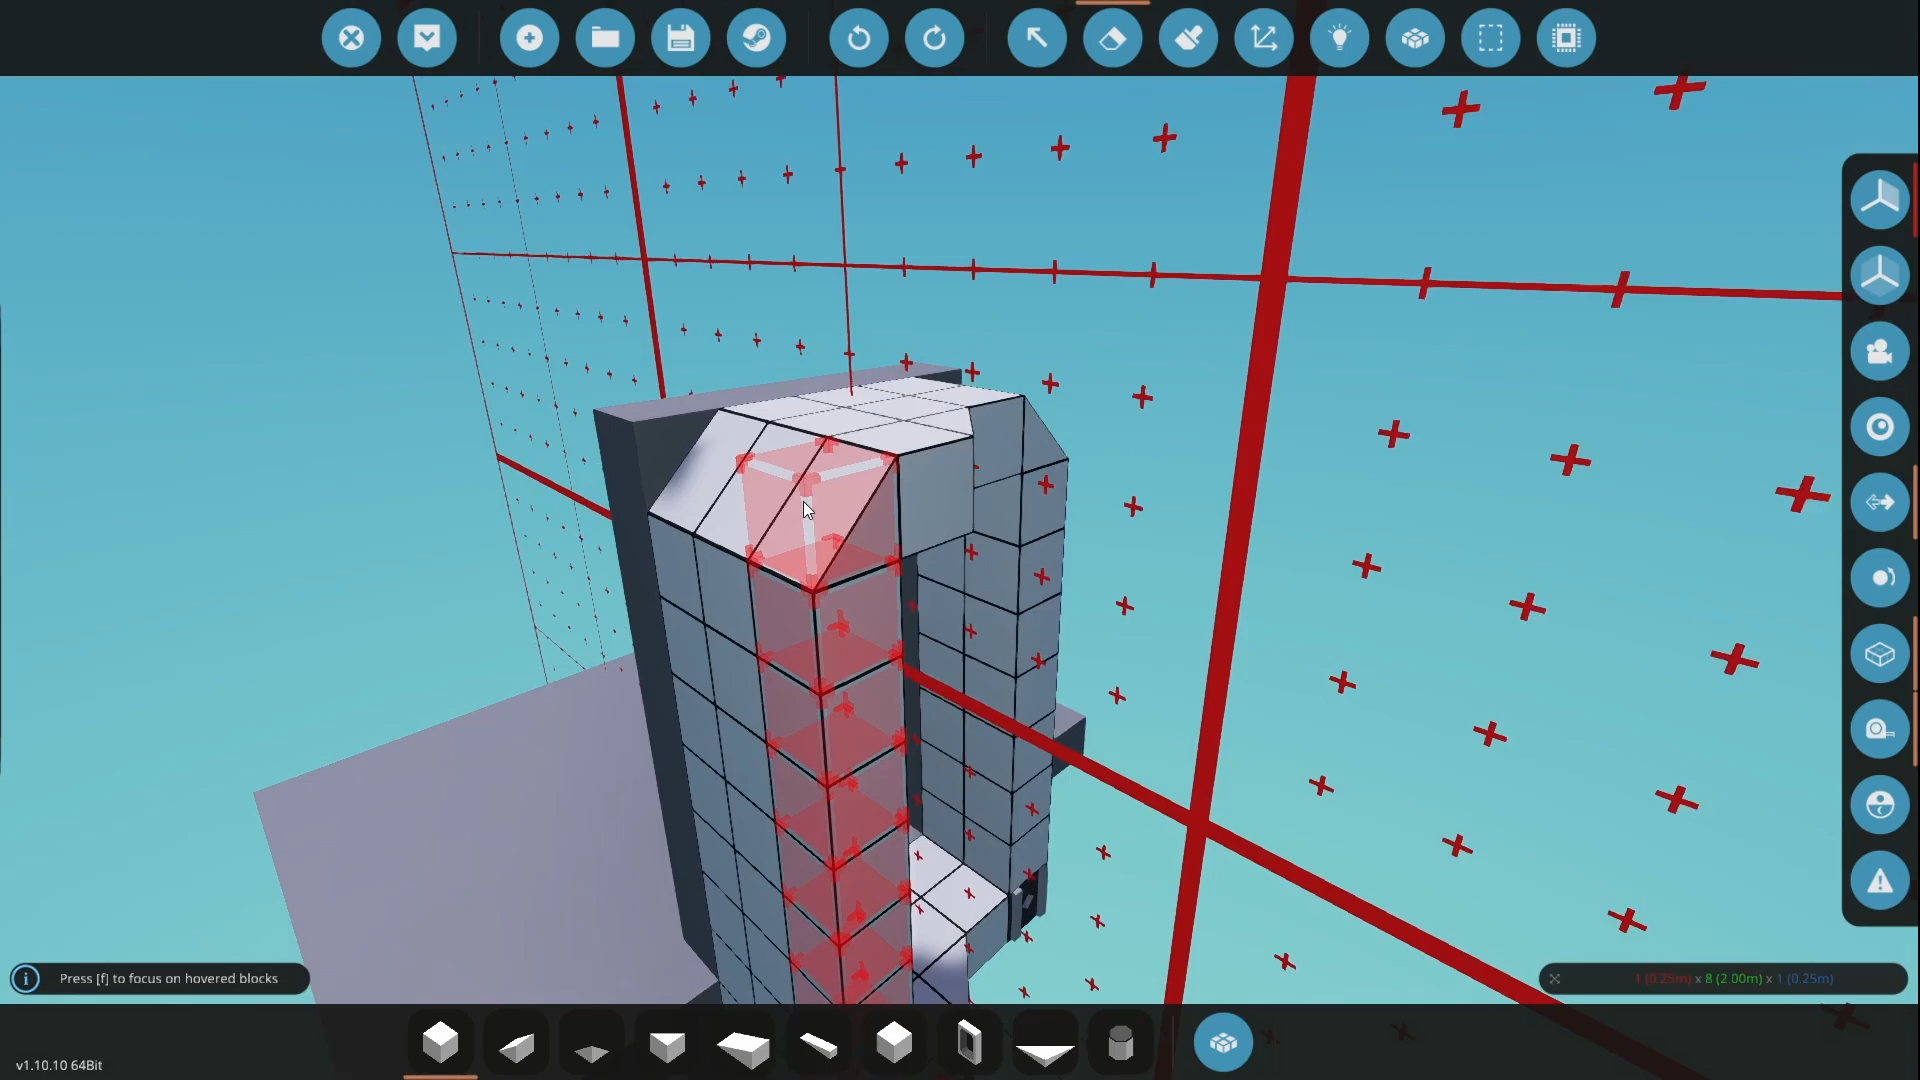 Press [f] to focus on hovered blocks
1 (0.25m) x 8 (2.00m) x 1 (0.25m)
v1.10.10 64Bit